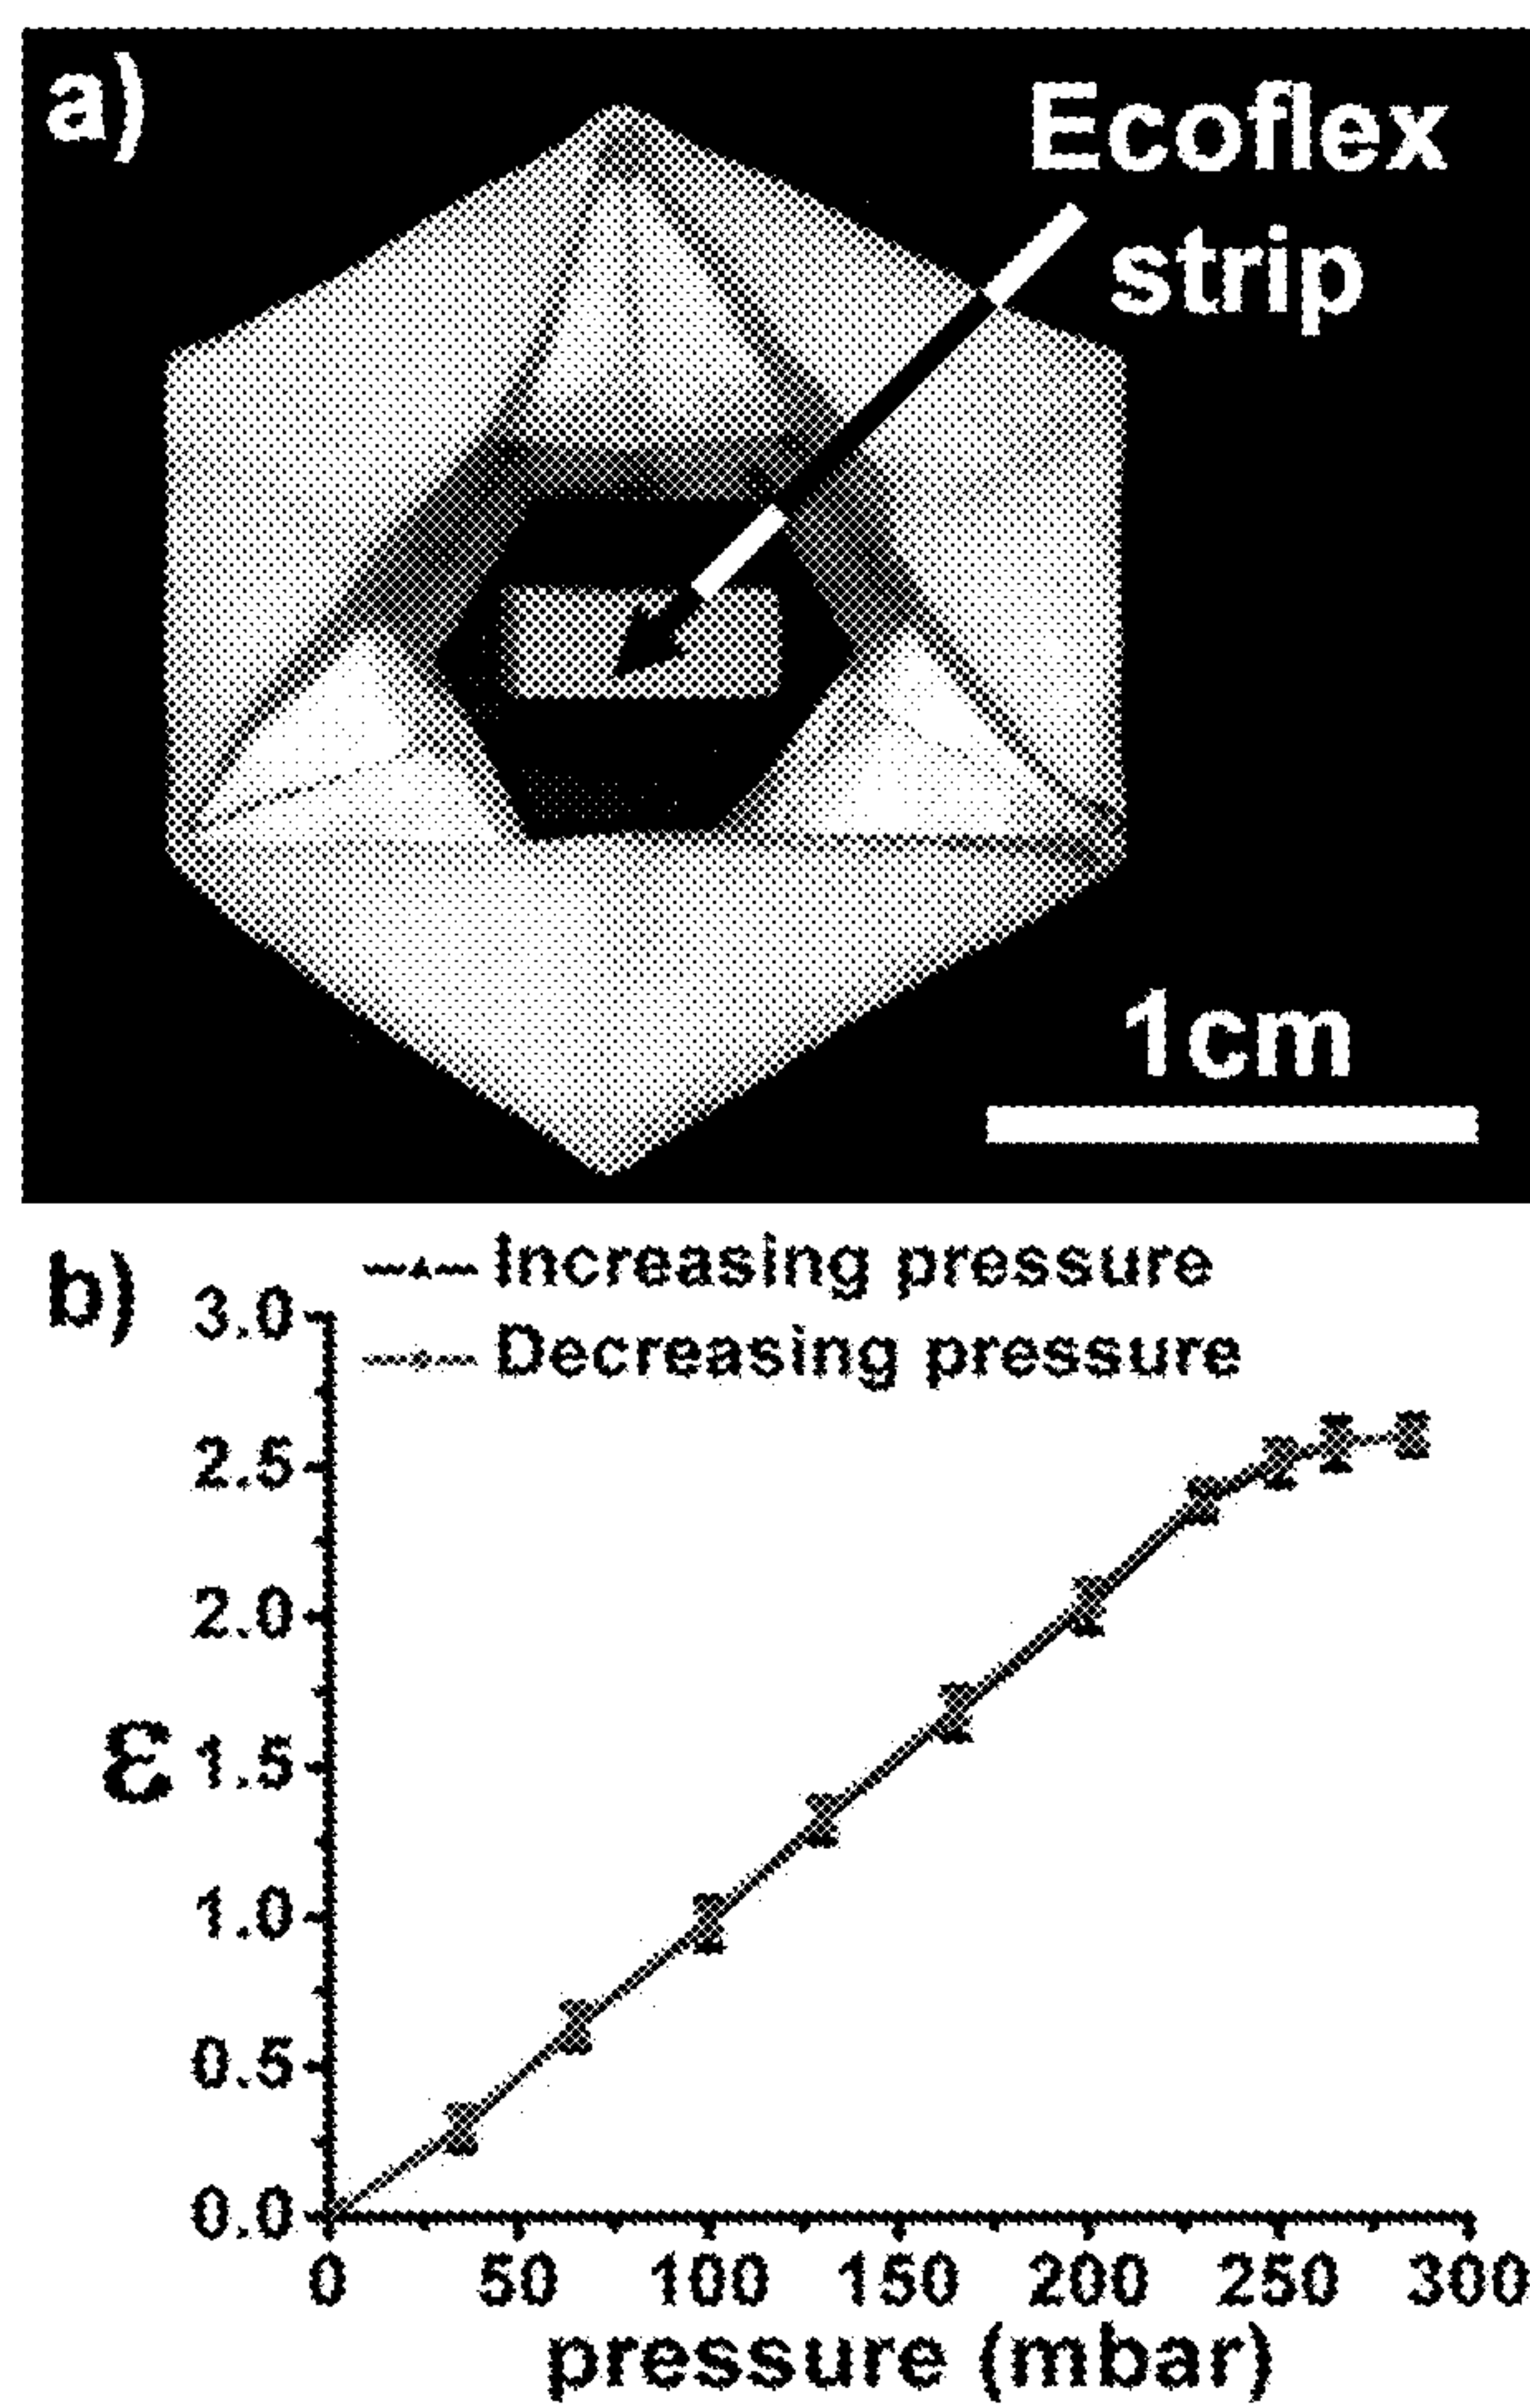 a)
Ecoflex
strip
1cm
b)
Increasing pressure
Decreasing pressure
3.0
2.5
2.0
1.5
1.0
0.5
0.0
ε
0 50 100 150 200 250 300
pressure (mbar)